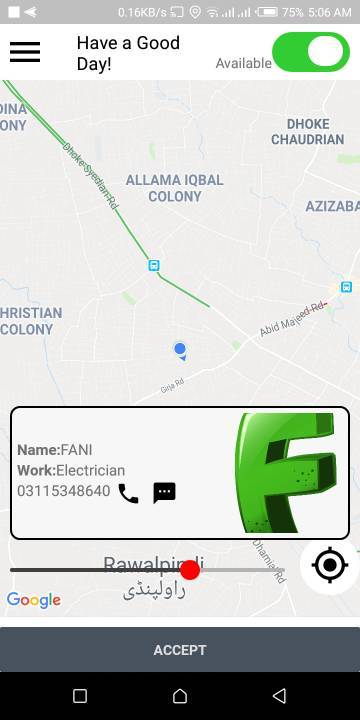 0.16KB/s 75% 5:06 AM
Have a Good
Day!
Available
DINA
ONY
DHOKE
CHAUDRIAN
Dhoke Syedian Rd
ALLAMA IQBAL
COLONY
AZIZABA
HRISTIAN
COLONY
Abid Majeed Rd
Girja Rd
Name:FANI
Work:Electrician
03115348640
F
Rawalpindi
راولپنڈی
Dhamial Rd
Google
ACCEPT